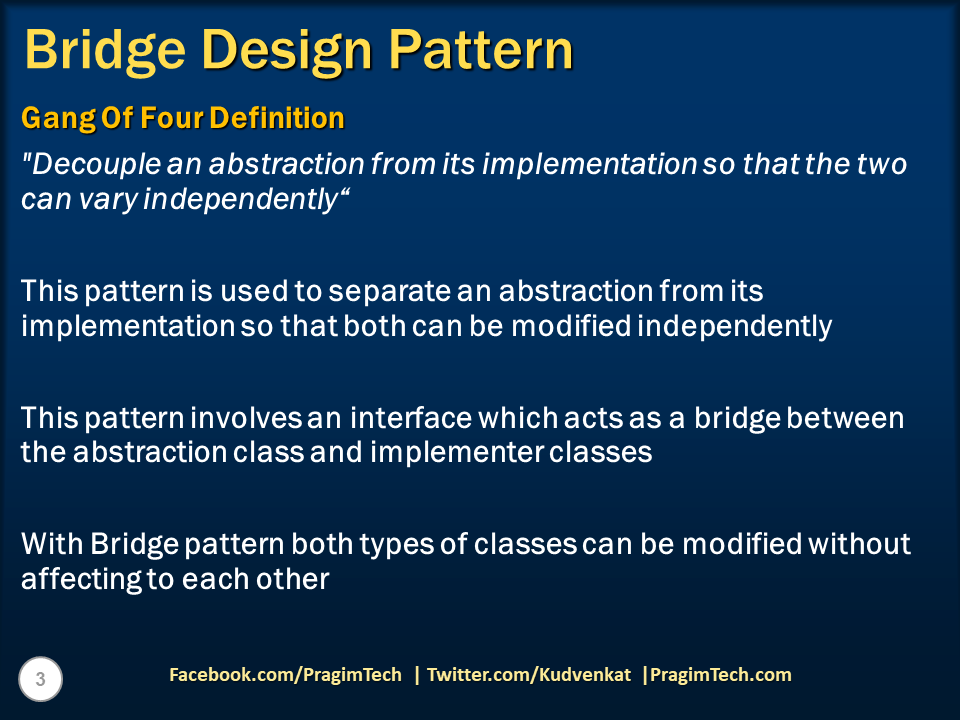 Bridge Design Pattern
Gang Of Four Definition
"Decouple an abstraction from its implementation so that the two
can vary independently“
This pattern is used to separate an abstraction from its
implementation so that both can be modified independently
This pattern involves an interface which acts as a bridge between
the abstraction class and implementer classes
With Bridge pattern both types of classes can be modified without
affecting to each other
3
Facebook.com/PragimTech | Twitter.com/Kudvenkat |PragimTech.com